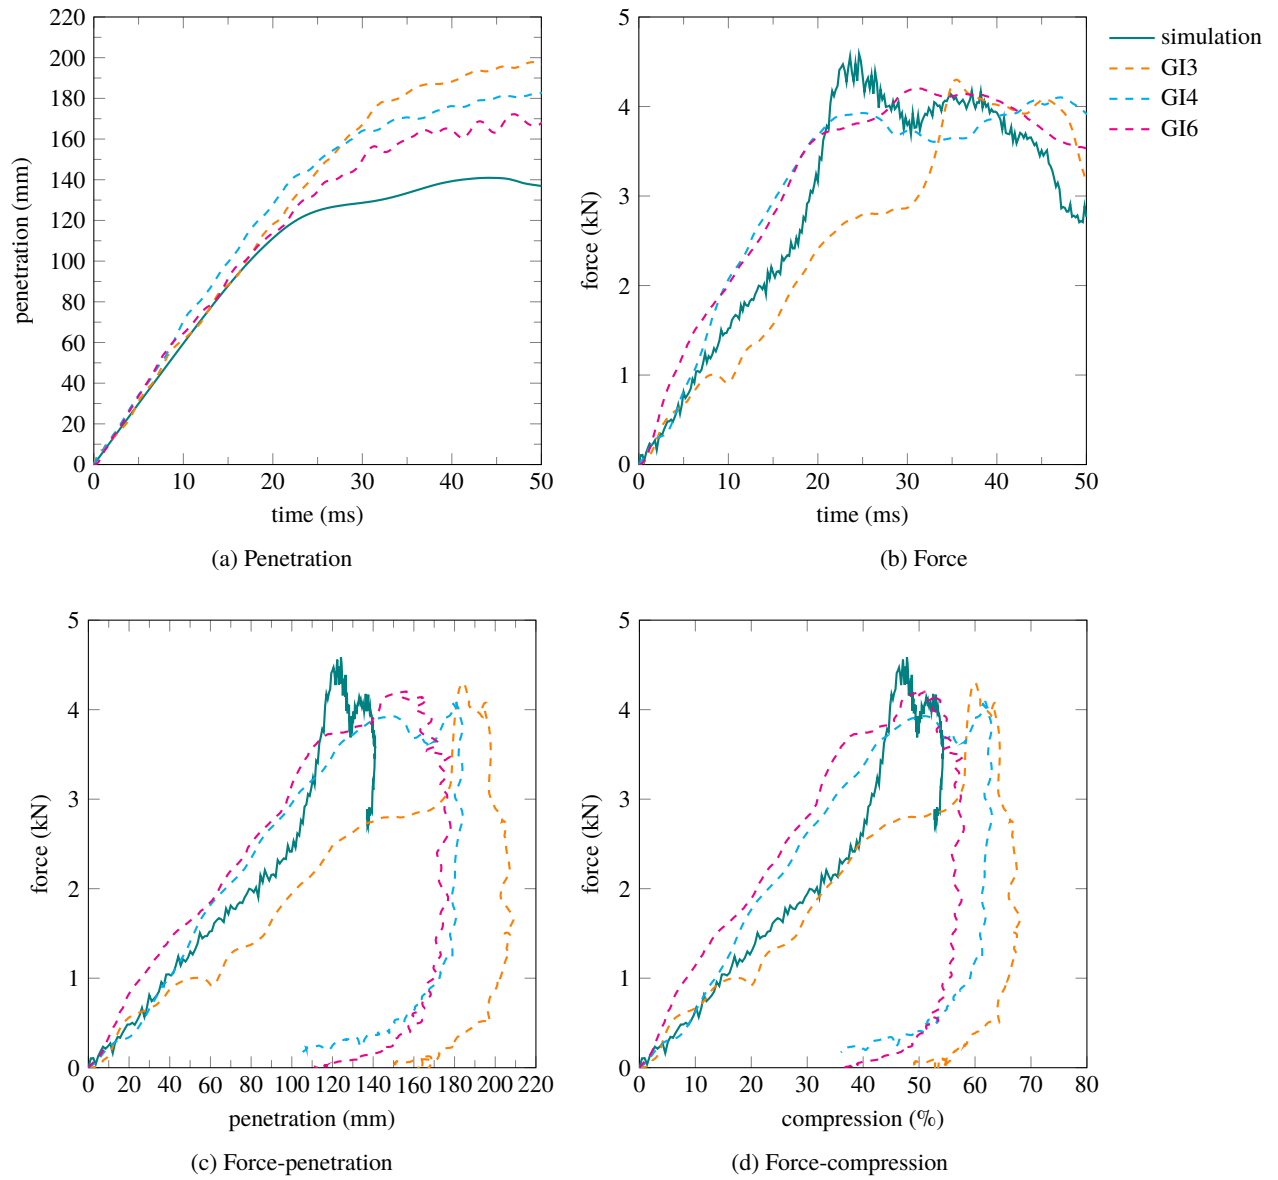 220
200
180
160
140
120
100
80
60
40
20
0
penetration (mm)
0 10 20 30 40 50
time (ms)
(a) Penetration
5
4
3
2
1
0
force (kN)
0 10 20 30 40 50
time (ms)
(b) Force
simulation
GI3
GI4
GI6
5
4
3
2
1
0
force (kN)
0 20 40 60 80 100 120 140 160 180 200 220
penetration (mm)
(c) Force-penetration
5
4
3
2
1
0
force (kN)
0 10 20 30 40 50 60 70 80
compression (%)
(d) Force-compression